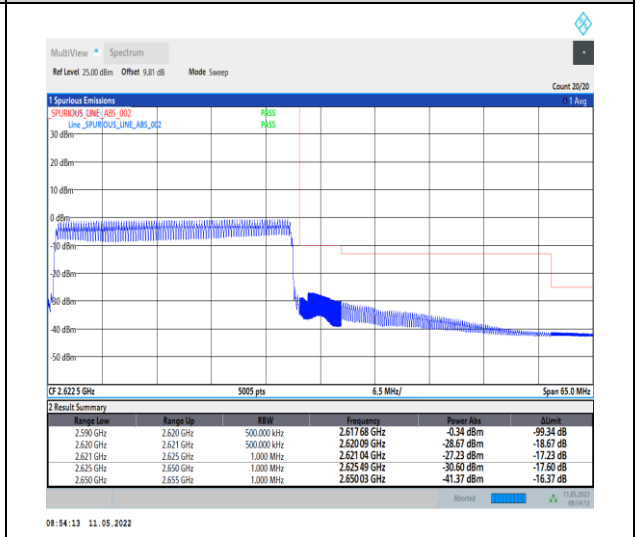 MultiView Spectrum
Ref Level 25.00 dBm Offset 9.81 dB Mode Sweep
Count 20/20
1 Spurious Emissions 1 Avg
_SPURIOUS_LINE_ABS_002 PASS
Line _SPURIOUS_LINE_ABS_002 PASS
30 dBm
20 dBm
10 dBm
0 dBm
-10 dBm
-20 dBm
-30 dBm
-40 dBm
-50 dBm
CF 2.622 5 GHz 5005 pts 6.5 MHz/ Span 65.0 MHz
2 Result Summary
Range Low Range Up RBW Frequency Power Abs ΔLimit
2.590 GHz 2.620 GHz 500.000 kHz 2.617 68 GHz -0.34 dBm -99.34 dB
2.620 GHz 2.621 GHz 500.000 kHz 2.620 09 GHz -28.67 dBm -18.67 dB
2.621 GHz 2.625 GHz 1.000 MHz 2.621 04 GHz -27.23 dBm -17.23 dB
2.625 GHz 2.650 GHz 1.000 MHz 2.625 49 GHz -30.60 dBm -17.60 dB
2.650 GHz 2.655 GHz 1.000 MHz 2.650 03 GHz -41.37 dBm -16.37 dB
Aborted 11.05.2022
08:54:12
08:54:13 11.05.2022